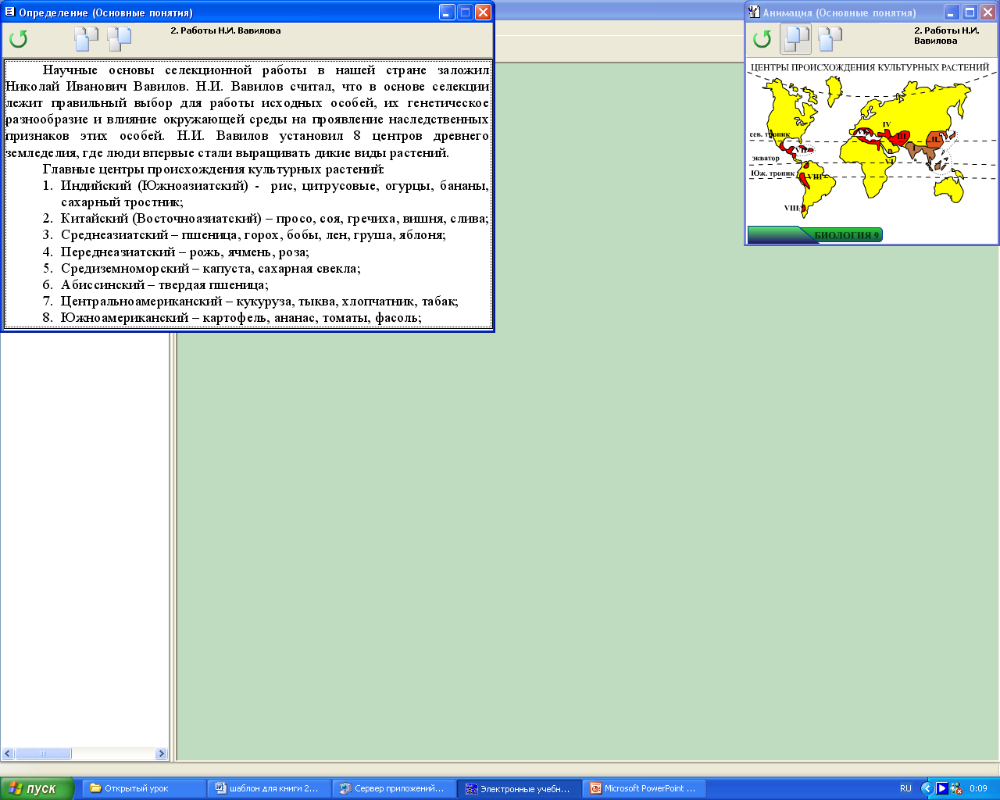 Определение (Основные понятия)
2. Работы Н.И. Вавилова
Научные основы селекционной работы в нашей стране заложил
Николай Иванович Вавилов. Н.И. Вавилов считал, что в основе селекции
лежит правильный выбор для работы исходных особей, их генетическое
разнообразие и влияние окружающей среды на проявление наследственных
признаков этих особей. Н.И. Вавилов установил 8 центров древнего
земледелия, где люди впервые стали выращивать дикие виды растений.
Главные центры происхождения культурных растений:
1. Индийский (Южноазиатский) - рис, цитрусовые, огурцы, бананы,
сахарный тростник;
2. Китайский (Восточноазиатский) – просо, соя, гречиха, вишня, слива;
3. Среднеазиатский – пшеница, горох, бобы, лен, груша, яблоня;
4. Переднеазиатский – рожь, ячмень, роза;
5. Средиземноморский – капуста, сахарная свекла;
6. Абиссинский – твердая пшеница;
7. Центральноамериканский – кукуруза, тыква, хлопчатник, табак;
8. Южноамериканский – картофель, ананас, томаты, фасоль;
Анимация (Основные понятия)
2. Работы Н.И.
Вавилова
ЦЕНТРЫ ПРОИСХОЖДЕНИЯ КУЛЬТУРНЫХ РАСТЕНИЙ
IV
сев. тропик
III
II
VII
экватор
VI
Юж. тропик
VIII
VIII
БИОЛОГИЯ 9
пуск
Открытый урок
шаблон для книги 2...
Сервер приложений...
Электронные учебн...
Microsoft PowerPoint ...
RU
0:09